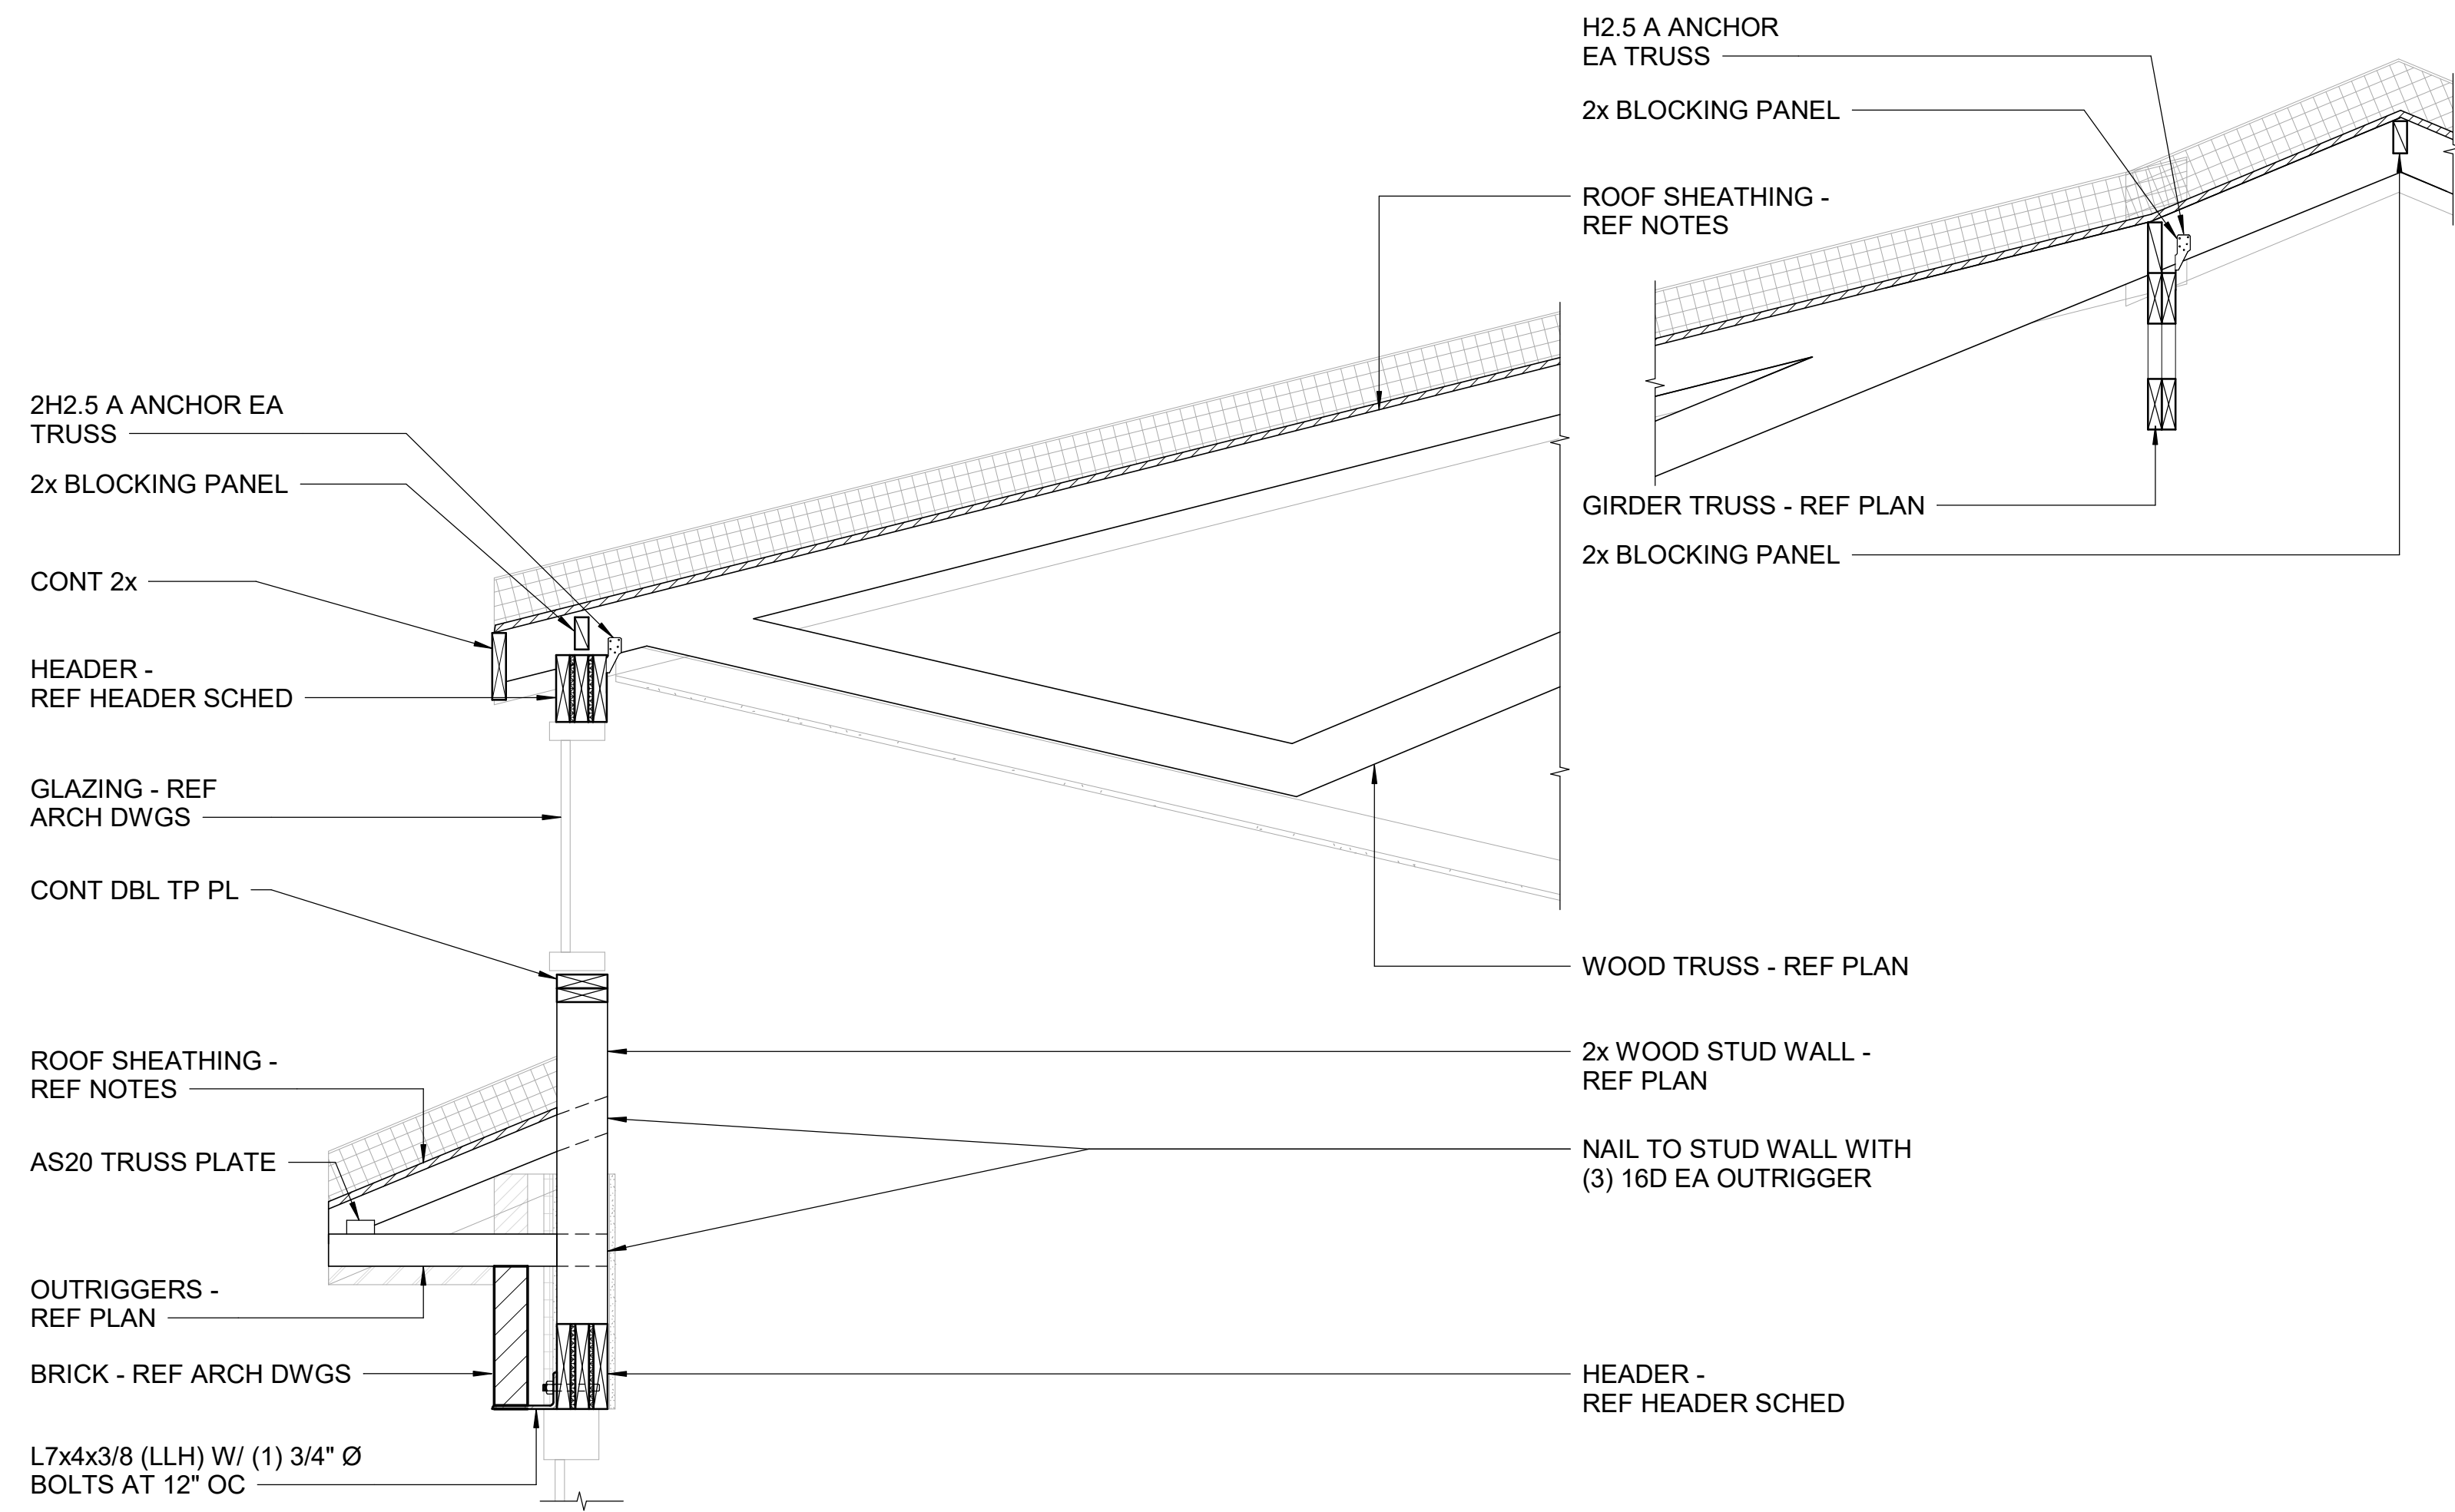 H2.5 A ANCHOR
EA TRUSS
2x BLOCKING PANEL
ROOF SHEATHING -
REF NOTES
2H2.5 A ANCHOR EA
TRUSS
2x BLOCKING PANEL
CONT 2x
HEADER -
REF HEADER SCHED
GLAZING - REF
ARCH DWGS
CONT DBL TP PL
ROOF SHEATHING -
REF NOTES
AS20 TRUSS PLATE
OUTRIGGERS -
REF PLAN
BRICK - REF ARCH DWGS
L7x4x3/8 (LLH) W/ (1) 3/4" Ø
BOLTS AT 12" OC
GIRDER TRUSS - REF PLAN
2x BLOCKING PANEL
WOOD TRUSS - REF PLAN
2x WOOD STUD WALL -
REF PLAN
NAIL TO STUD WALL WITH
(3) 16D EA OUTRIGGER
HEADER -
REF HEADER SCHED